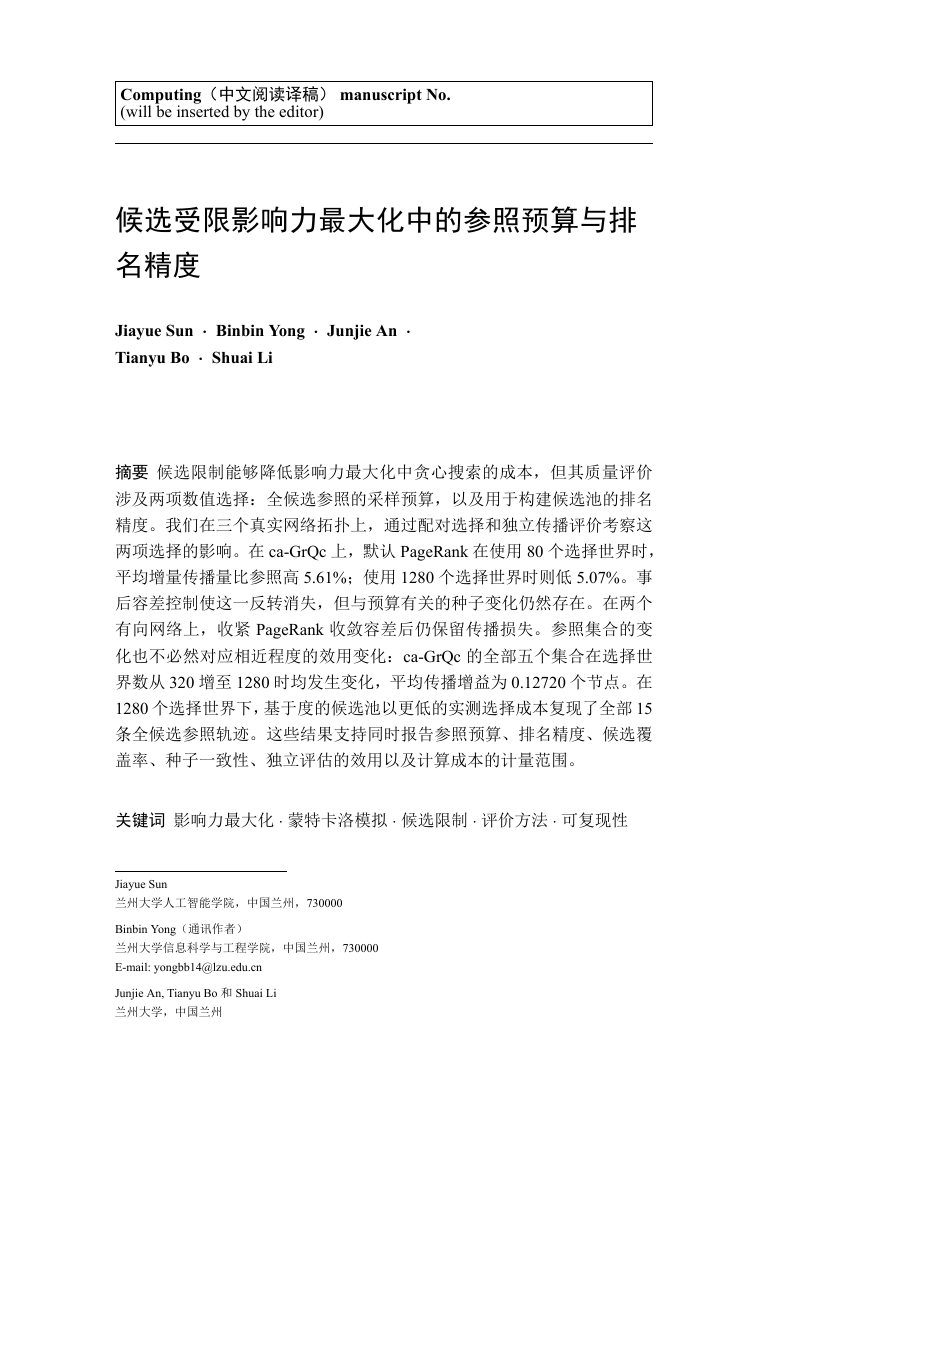 Computing（中文阅读译稿） manuscript No.
(will be inserted by the editor)
候选受限影响力最大化中的参照预算与排
名精度
Jiayue Sun · Binbin Yong · Junjie An ·
Tianyu Bo · Shuai Li
摘要 候选限制能够降低影响力最大化中贪心搜索的成本，但其质量评价
涉及两项数值选择：全候选参照的采样预算，以及用于构建候选池的排名
精度。我们在三个真实网络拓扑上，通过配对选择和独立传播评价考察这
两项选择的影响。在 ca-GrQc 上，默认 PageRank 在使用 80 个选择世界时，
平均增量传播量比参照高 5.61%；使用 1280 个选择世界时则低 5.07%。事
后容差控制使这一反转消失，但与预算有关的种子变化仍然存在。在两个
有向网络上，收紧 PageRank 收敛容差后仍保留传播损失。参照集合的变
化也不必然对应相近程度的效用变化：ca-GrQc 的全部五个集合在选择世
界数从 320 增至 1280 时均发生变化，平均传播增益为 0.12720 个节点。在
1280 个选择世界下，基于度的候选池以更低的实测选择成本复现了全部 15
条全候选参照轨迹。这些结果支持同时报告参照预算、排名精度、候选覆
盖率、种子一致性、独立评估的效用以及计算成本的计量范围。
关键词 影响力最大化 · 蒙特卡洛模拟 · 候选限制 · 评价方法 · 可复现性
Jiayue Sun
兰州大学人工智能学院，中国兰州，730000
Binbin Yong（通讯作者）
兰州大学信息科学与工程学院，中国兰州，730000
E-mail: yongbb14@lzu.edu.cn
Junjie An, Tianyu Bo 和 Shuai Li
兰州大学，中国兰州